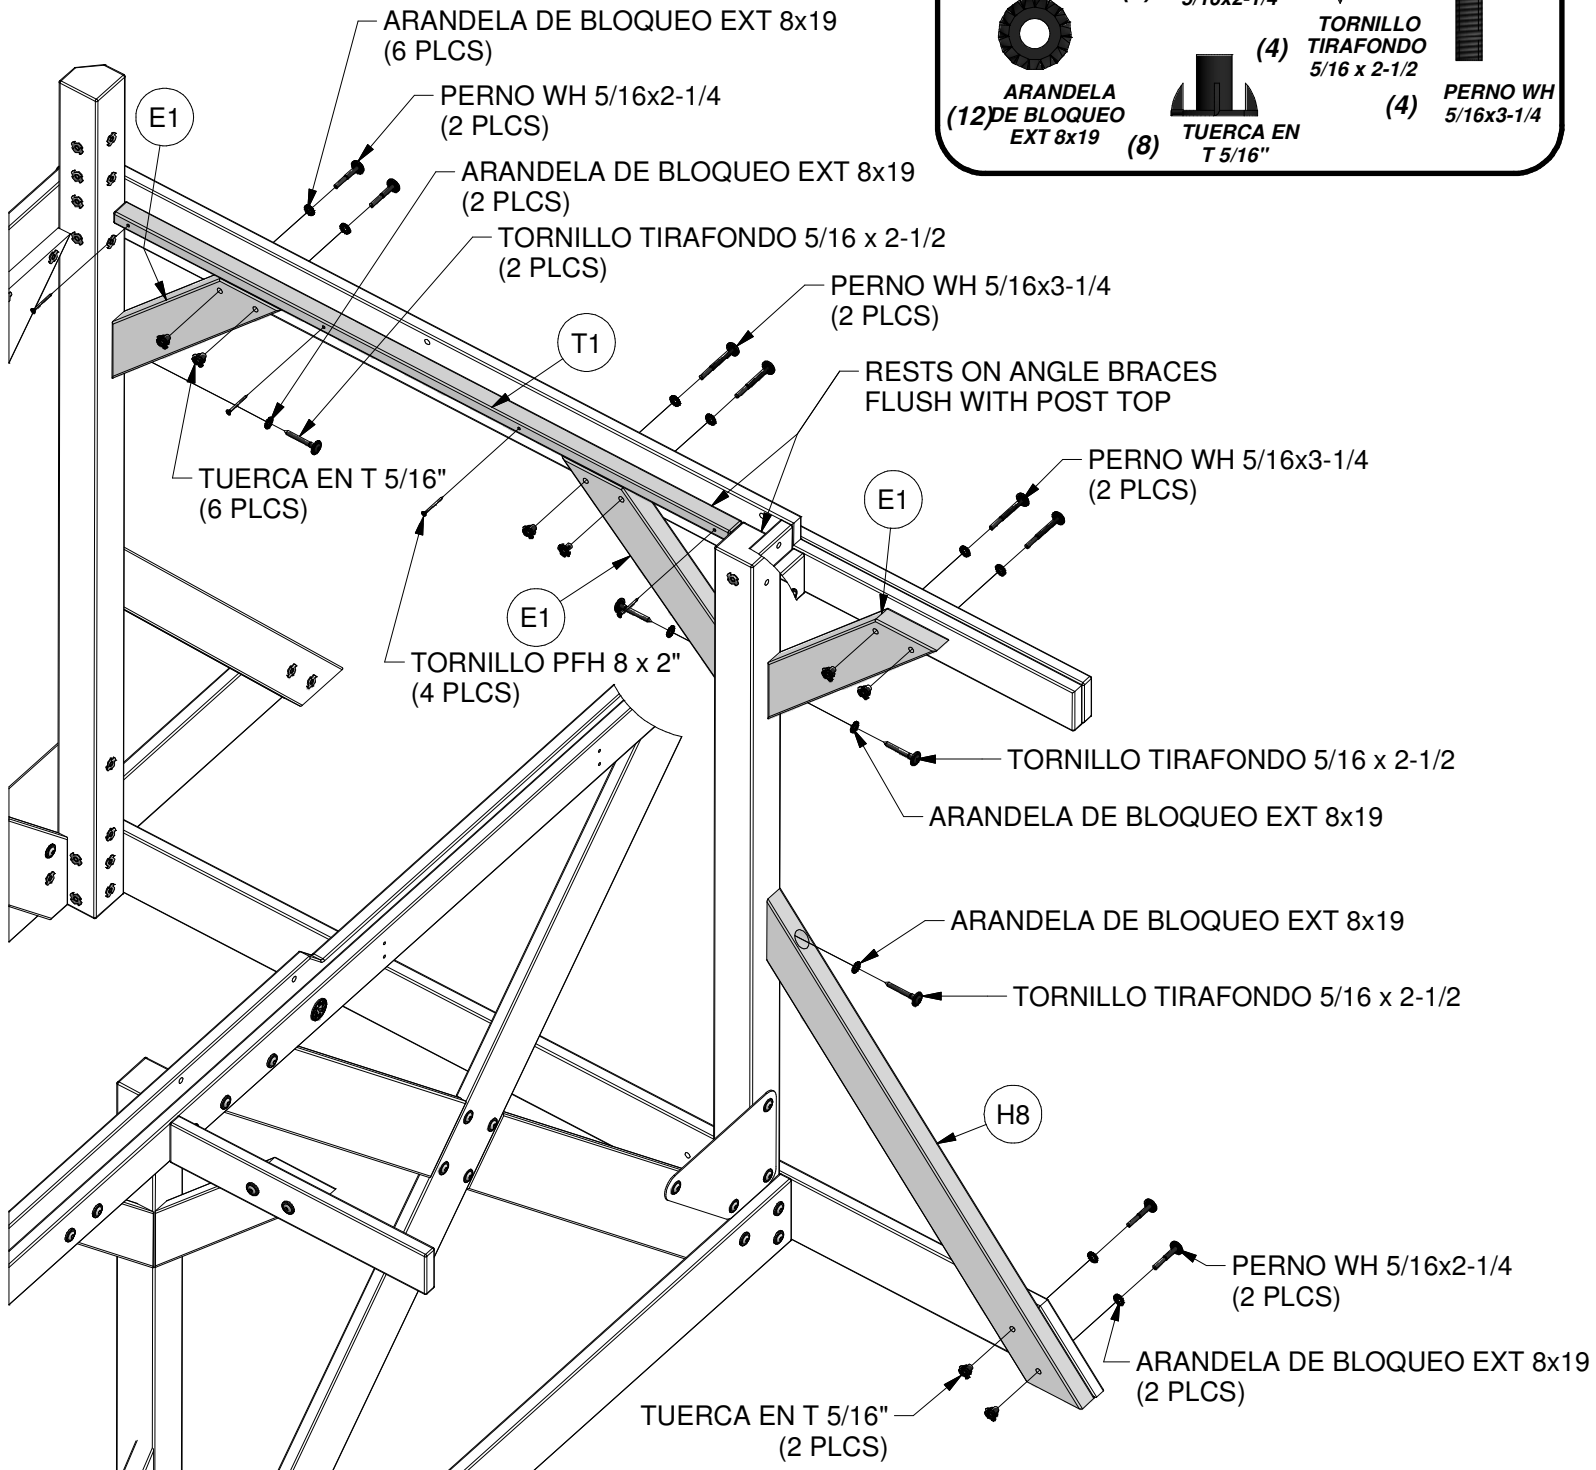 ARANDELA DE BLOQUEO EXT 8x19
(6 PLCS)
PERNO WH 5/16x2-1/4
(2 PLCS)
ARANDELA DE BLOQUEO EXT 8x19
(2 PLCS)
TORNILLO TIRAFONDO 5/16 x 2-1/2
(2 PLCS)
E1
5/16x2-1/4
TORNILLO
TIRAFONDO
5/16 x 2-1/2
(4)
ARANDELA
DE BLOQUEO
EXT 8x19
(12)
TUERCA EN
T 5/16"
(8)
PERNO WH
5/16x3-1/4
(4)
PERNO WH 5/16x3-1/4
(2 PLCS)
T1
RESTS ON ANGLE BRACES
FLUSH WITH POST TOP
PERNO WH 5/16x3-1/4
(2 PLCS)
TUERCA EN T 5/16"
(6 PLCS)
E1
E1
TORNILLO PFH 8 x 2"
(4 PLCS)
TORNILLO TIRAFONDO 5/16 x 2-1/2
ARANDELA DE BLOQUEO EXT 8x19
ARANDELA DE BLOQUEO EXT 8x19
TORNILLO TIRAFONDO 5/16 x 2-1/2
H8
PERNO WH 5/16x2-1/4
(2 PLCS)
ARANDELA DE BLOQUEO EXT 8x19
(2 PLCS)
TUERCA EN T 5/16"
(2 PLCS)